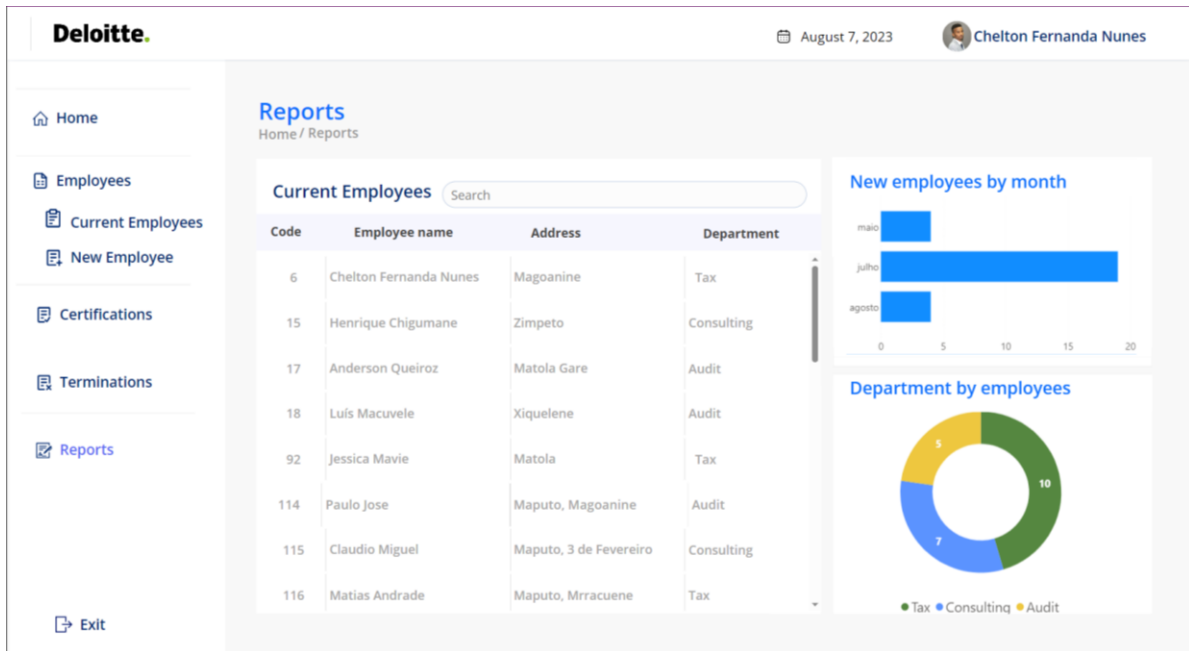 Deloitte.
August 7, 2023
Chelton Fernanda Nunes
Home
Employees
Current Employees
New Employee
Certifications
Terminations
Reports
Exit
Reports
Home / Reports
Current Employees
Search
Code Employee name Address Department
6 Chelton Fernanda Nunes Magoanine Tax
15 Henrique Chigumane Zimpeto Consulting
17 Anderson Queiroz Matola Gare Audit
18 Luís Macuvele Xiquelene Audit
92 Jessica Mavie Matola Tax
114 Paulo Jose Maputo, Magoanine Audit
115 Claudio Miguel Maputo, 3 de Fevereiro Consulting
116 Matias Andrade Maputo, Mrracuene Tax
New employees by month
maio
julho
agosto
0 5 10 15 20
Department by employees
5
10
7
Tax Consulting Audit